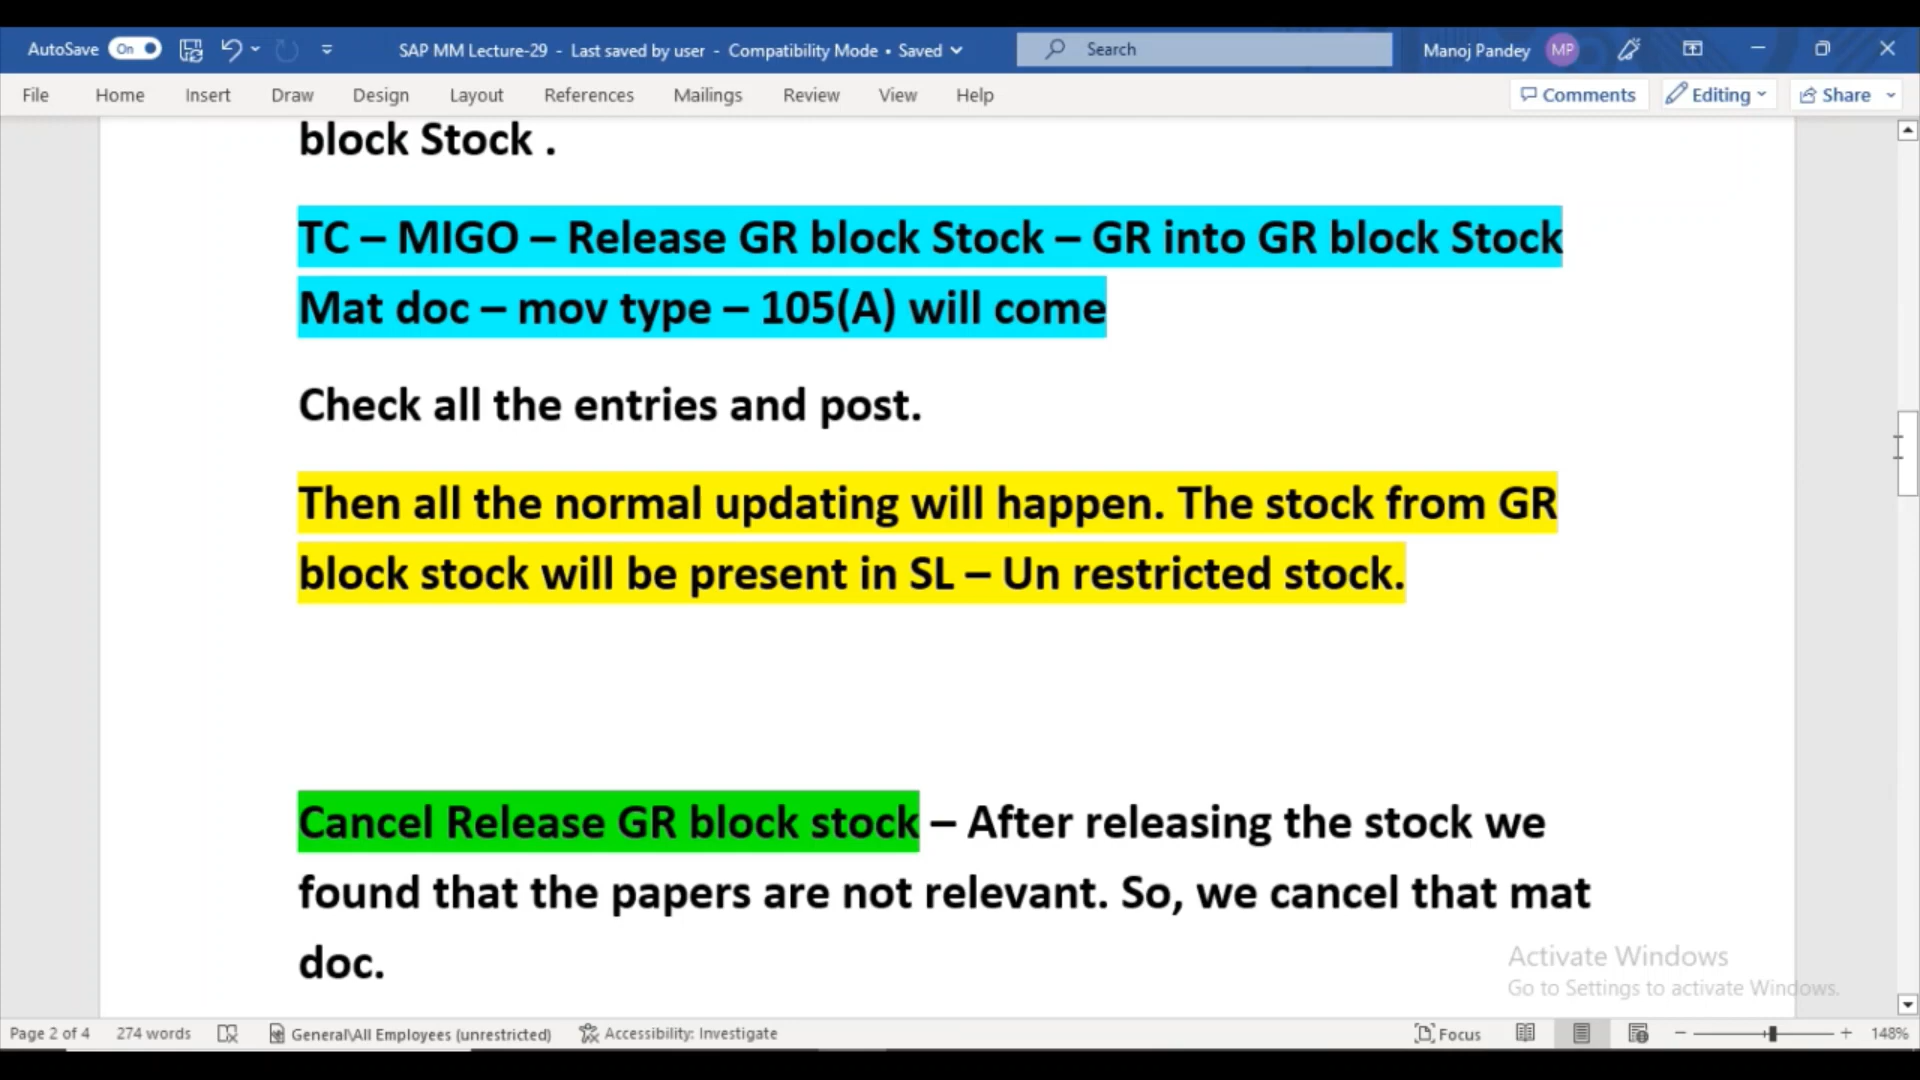 AutoSave On SAP MM Lecture-29 - Last saved by user - Compatibility Mode • Saved Search Manoj Pandey MP
File Home Insert Draw Design Layout References Mailings Review View Help Comments Editing Share
block Stock .
TC – MIGO – Release GR block Stock – GR into GR block Stock
Mat doc – mov type – 105(A) will come
Check all the entries and post.
Then all the normal updating will happen. The stock from GR
block stock will be present in SL – Un restricted stock.
Cancel Release GR block stock – After releasing the stock we
found that the papers are not relevant. So, we cancel that mat
doc.
Activate Windows
Go to Settings to activate Windows.
Page 2 of 4 274 words General\All Employees (unrestricted) Accessibility: Investigate Focus 148%